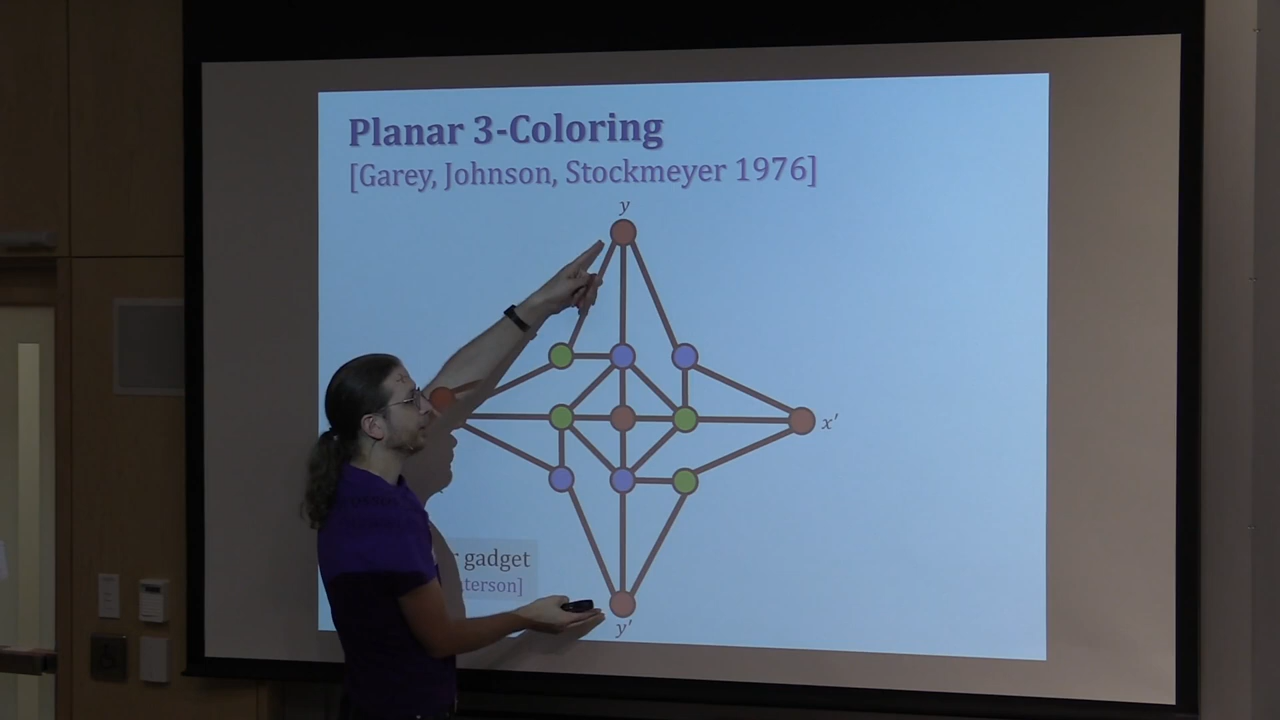 Planar 3-Coloring
[Garey, Johnson, Stockmeyer 1976]
y
x′
gadget
y′